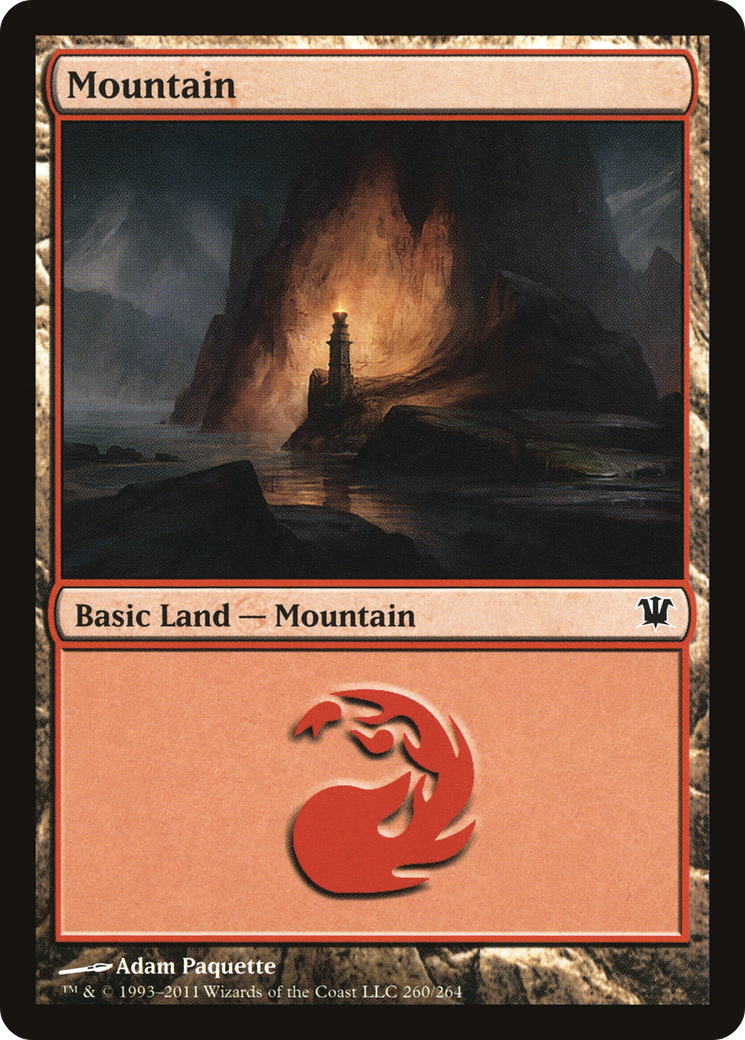 Mountain
Basic Land — Mountain
Adam Paquette
™ & © 1993–2011 Wizards of the Coast LLC 260/264